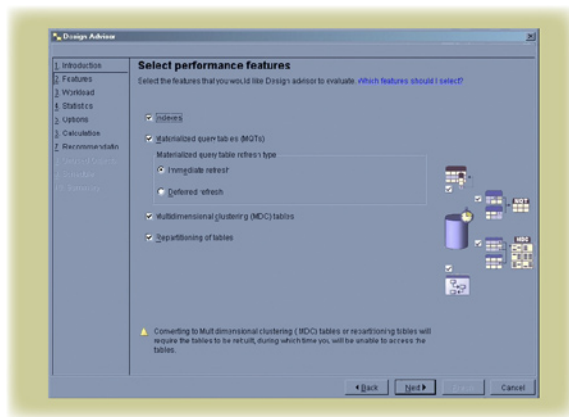 Design Advisor
1. Introduction
2. Features
3. Workload
4. Statistics
5. Options
6. Calculation
7. Recommendatio
Select performance features
Select the features that you would like Design advisor to evaluate. Which features should I select?
Indexes
Materialized query tables (MQTs)
Materialized query table refresh type
Immediate refresh
Deferred refresh
Multidimensional clustering (MDC) tables
Repartitioning of tables
MQT
MDC
Converting to Multidimensional clustering (MDC) tables or repartitioning tables will
require the tables to be rebuilt, during which time you will be unable to access the
tables.
Back
Next
Cancel